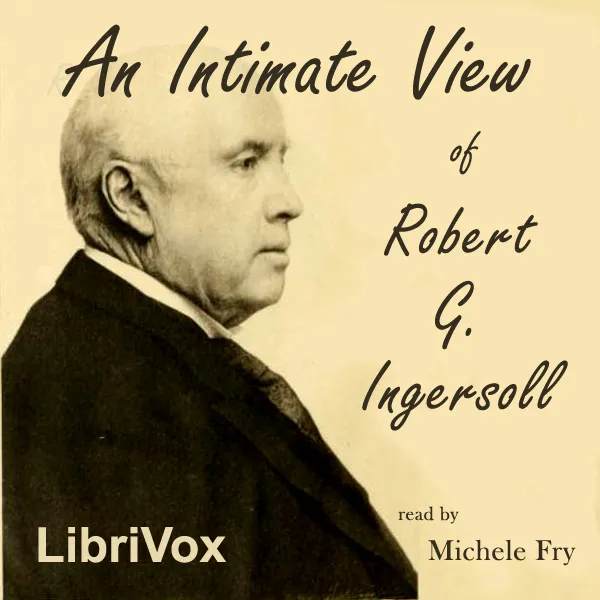 An Intimate View
of
Robert
G.
Ingersoll
read by
Michele Fry
LibriVox